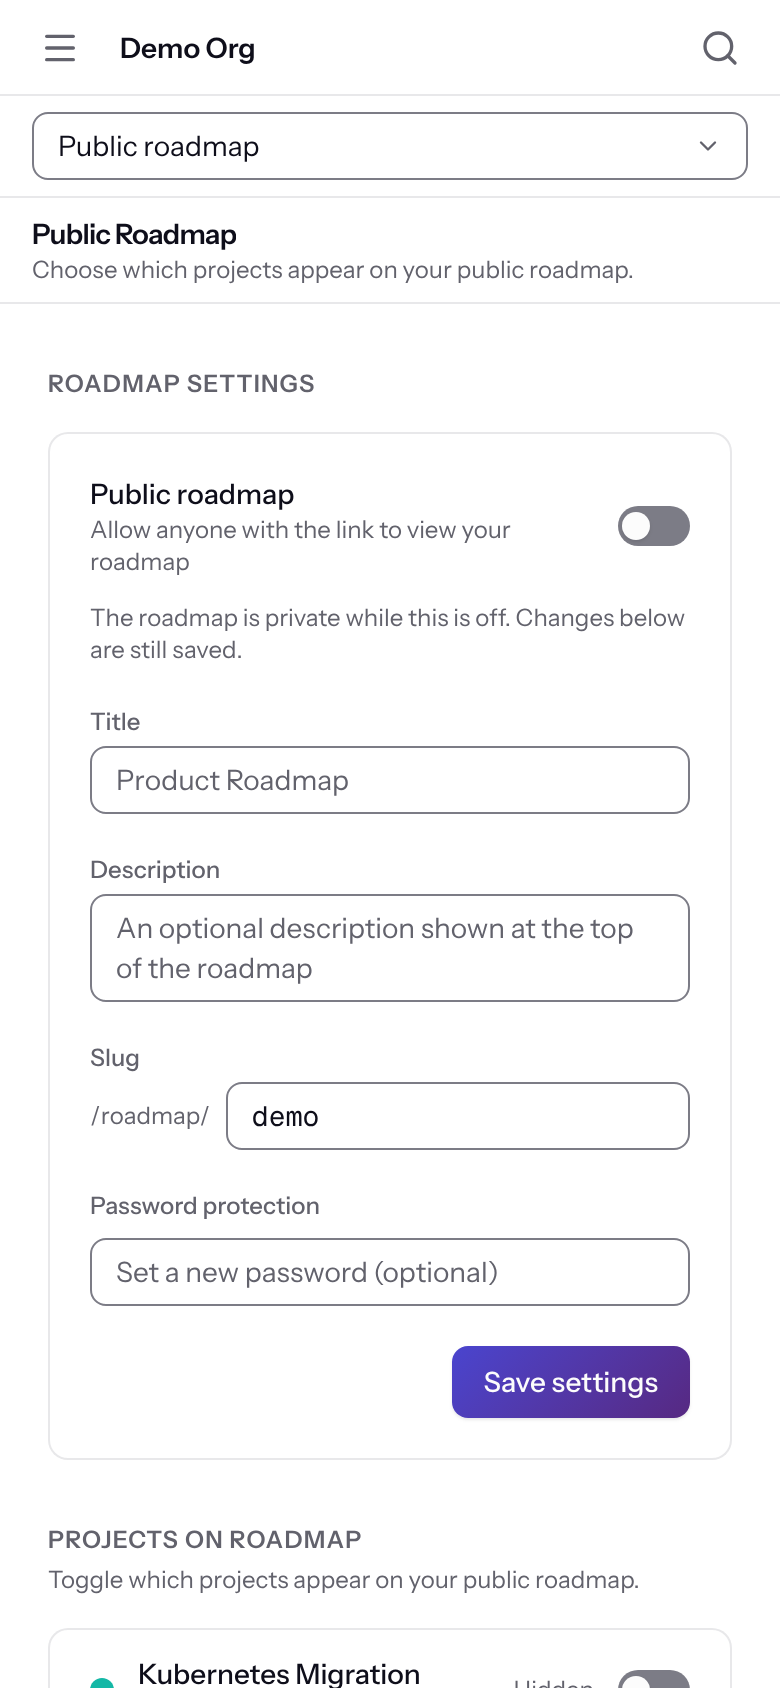 Demo Org
Public roadmap
Public Roadmap
Choose which projects appear on your public roadmap.
ROADMAP SETTINGS
Public roadmap
Allow anyone with the link to view your
roadmap
The roadmap is private while this is off. Changes below
are still saved.
Title
Product Roadmap
Description
An optional description shown at the top
of the roadmap
Slug
/roadmap/ demo
Password protection
Set a new password (optional)
Save settings
PROJECTS ON ROADMAP
Toggle which projects appear on your public roadmap.
Kubernetes Migration
Hidden